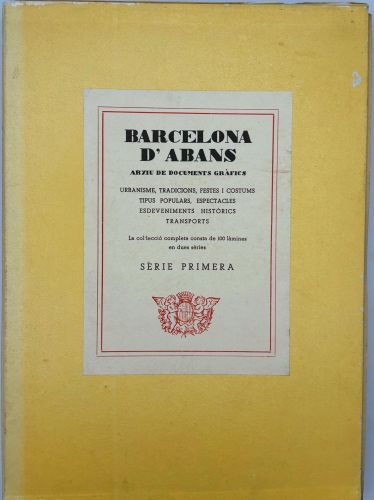 BARCELONA
D'ABANS
ARXIU DE DOCUMENTS GRÀFICS
URBANISME, TRADICIONS, FESTES I COSTUMS
TIPUS POPULARS, ESPECTACLES
ESDEVENIMENTS HISTÒRICS
TRANSPORTS
La col·lecció completa consta de 100 làmines
en dues sèries
SÈRIE PRIMERA